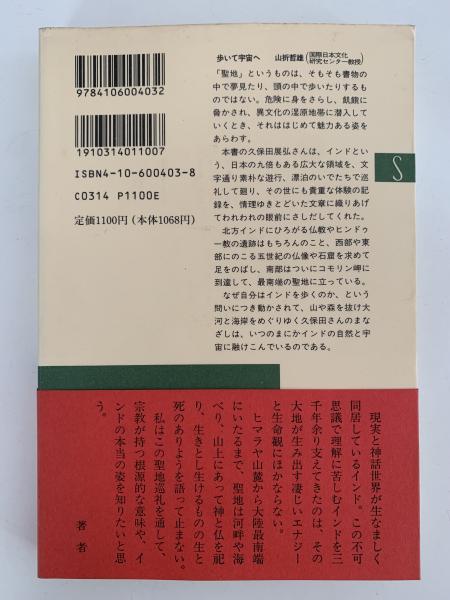 9784106004032
1910314011007
ISBN4-10-600403-8
C0314 P1100E
定価1100円（本体1068円）
歩いて宇宙へ 山折哲雄（国際日本文化研究センター教授）
「聖地」というものは、そもそも書物の
中で夢見たり、頭の中で歩いたりするも
のではない。危険に身をさらし、飢餓に
脅かされ、異文化の湿原地帯に潜入して
いくとき、それははじめて魅力ある姿を
あらわす。
本書の久保田展弘さんは、インドとい
う、日本の九倍もある広大な領域を、文
字通り素朴な遊行、漂泊のいでたちで巡
礼して廻り、その世にも貴重な体験の記
録を、情理ゆきとどいた文章に織りあげ
てわれわれの眼前にさしだしてくれた。
北方インドにひろがる仏教やヒンドゥ
ー教の遺跡はもちろんのこと、西部や東
部にのこる五世紀の仏像や石窟を求めて
足をのばし、南部はついにコモリン岬に
到達して、最南端の聖地に立っている。
なぜ自分はインドを歩くのか、という
問いにつき動かされて、山や森を抜け大
河と海岸をめぐりゆく久保田さんのまな
ざしは、いつのまにかインドの自然と宇
宙に融けこんでいるのである。
S
現実と神話世界が生なましく
同居しているインド。この不可
思議で理解に苦しむインドを三
千年余り支えてきたのは、その
大地が生み出す凄じいエナジー
と生命観にほかならない。
ヒマラヤ山麓から大陸最南端
にいたるまで、聖地は河畔や海
べり、山上にあって神と仏を祀
り、生きとし生けるものの生と
死のありようを語って止まない。
私はこの聖地巡礼を通して、
宗教が持つ根源的な意味や、イ
ンドの本当の姿を知りたいと思
う。
著者